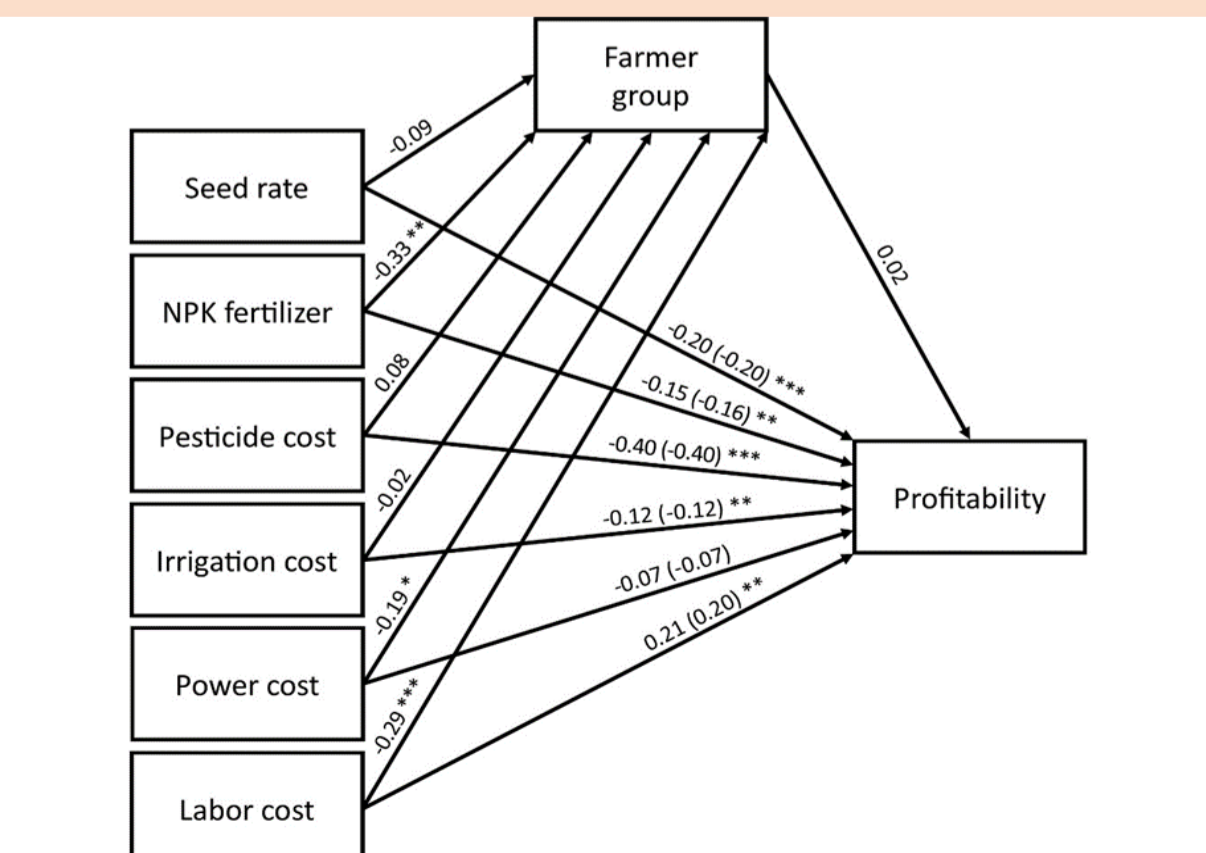 Farmer
group
-0.09
Seed rate
-0.33 **
NPK fertilizer
0.02
-0.20 (-0.20) ***
0.08
-0.15 (-0.16) **
Pesticide cost
-0.40 (-0.40) ***
-0.02
Profitability
-0.12 (-0.12) **
Irrigation cost
-0.07 (-0.07)
-0.19 *
0.21 (0.20) **
Power cost
-0.29 ***
Labor cost